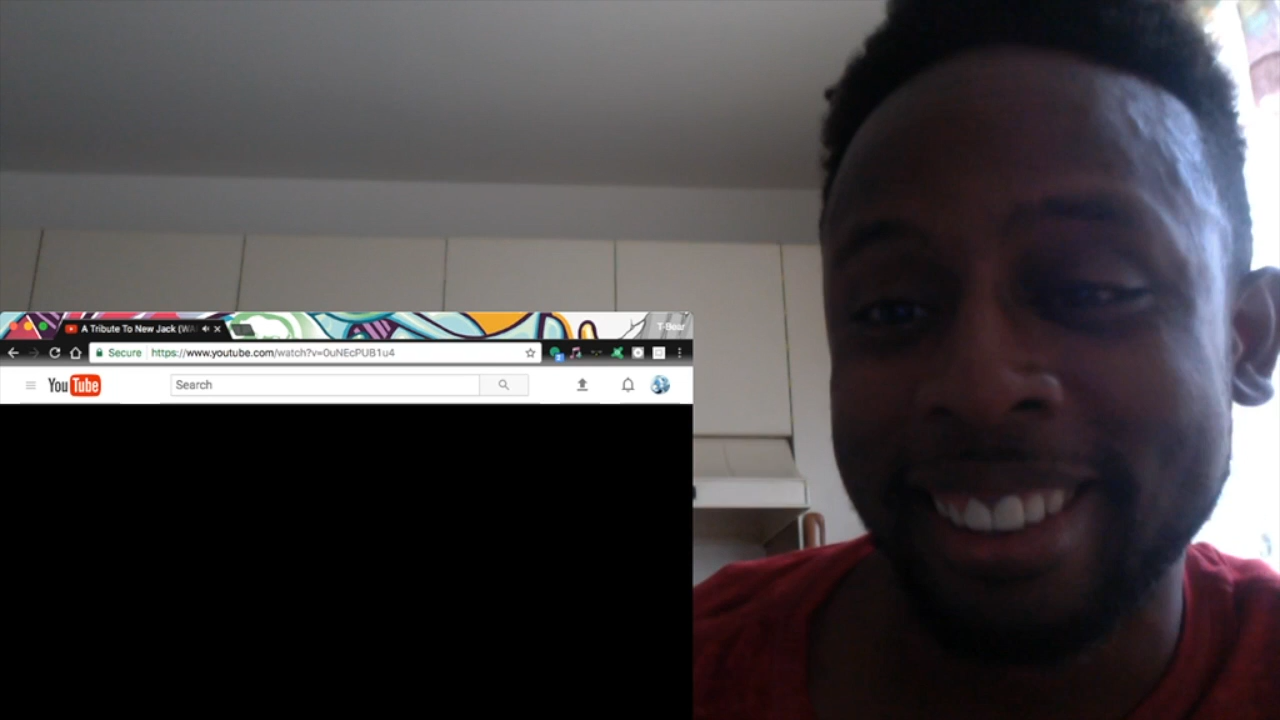 A Tribute To New Jack (WA
T-Bear
Secure https://www.youtube.com/watch?v=0uNEcPUB1u4
YouTube
Search